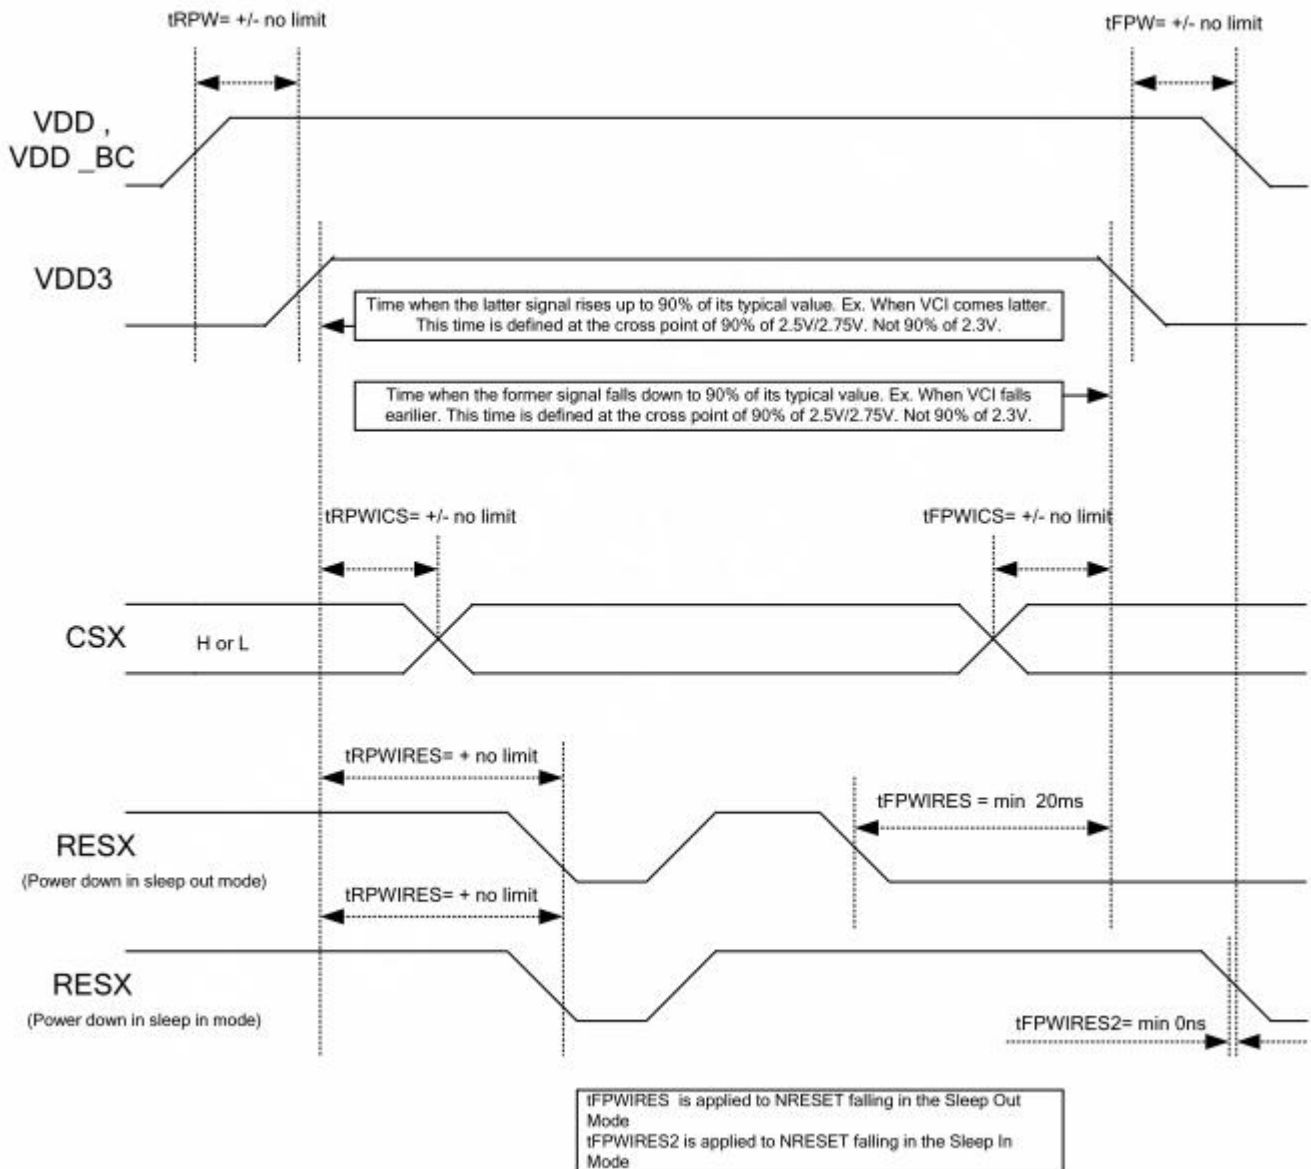 tRPW= +/- no limit
tFPW= +/- no limit
VDD ,
VDD _BC
VDD3
Time when the latter signal rises up to 90% of its typical value. Ex. When VCI comes latter.
This time is defined at the cross point of 90% of 2.5V/2.75V. Not 90% of 2.3V.
Time when the former signal falls down to 90% of its typical value. Ex. When VCI falls
earilier. This time is defined at the cross point of 90% of 2.5V/2.75V. Not 90% of 2.3V.
tRPWICS= +/- no limit
tFPWICS= +/- no limit
CSX
H or L
tRPWIRES= + no limit
tFPWIRES = min 20ms
RESX
(Power down in sleep out mode)
tRPWIRES= + no limit
RESX
(Power down in sleep in mode)
tFPWIRES2= min 0ns
tFPWIRES is applied to NRESET falling in the Sleep Out
Mode
tFPWIRES2 is applied to NRESET falling in the Sleep In
Mode